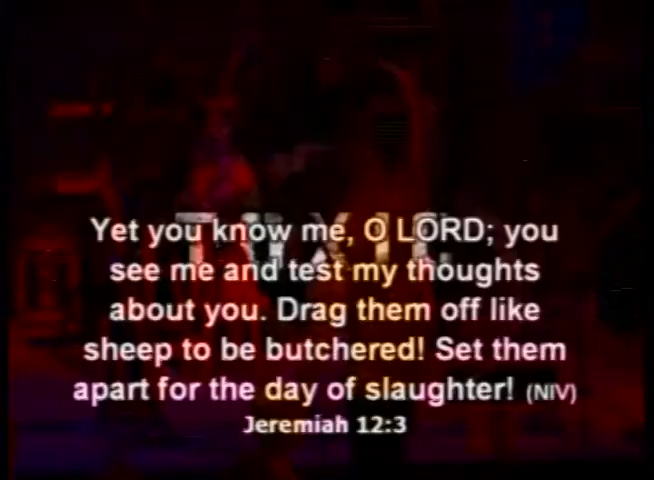 Yet you know me, O LORD; you
see me and test my thoughts
about you. Drag them off like
sheep to be butchered! Set them
apart for the day of slaughter! (NIV)
Jeremiah 12:3